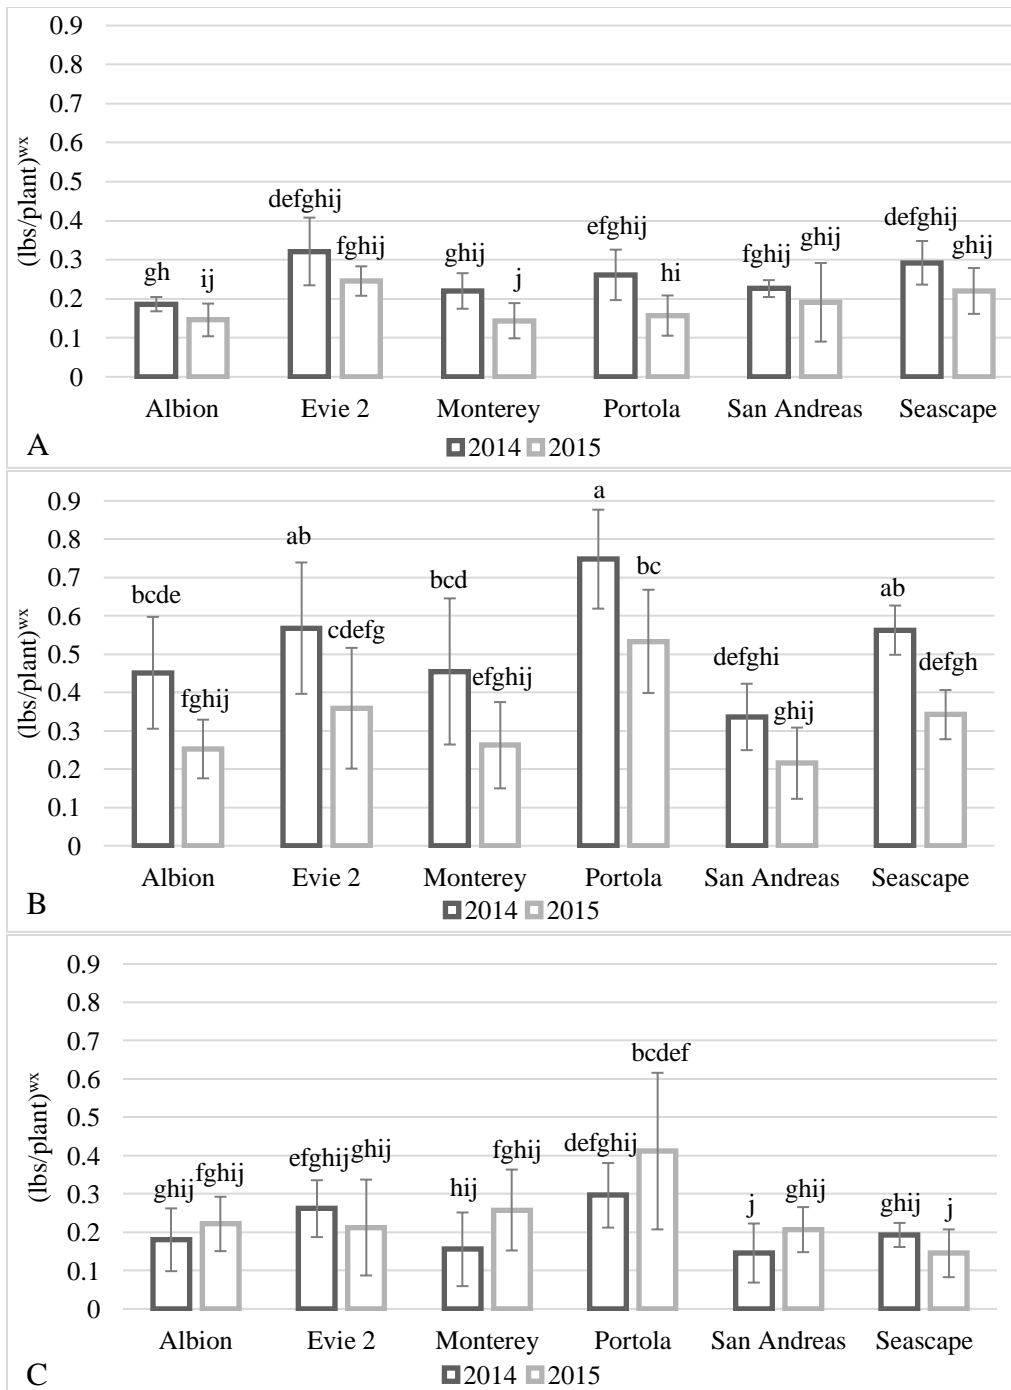 0.9
0.8
0.7
0.6
0.5
0.4
0.3
0.2
0.1
0
(lbs/plant)wx
gh ij defghij fghij ghij j efghij hi fghij ghij defghij ghij
Albion Evie 2 Monterey Portola San Andreas Seascape
2014 2015
A
0.9
0.8
0.7
0.6
0.5
0.4
0.3
0.2
0.1
0
(lbs/plant)wx
bcde fghij ab cdefg bcd efghij a bc defghi ghij ab defgh
Albion Evie 2 Monterey Portola San Andreas Seascape
2014 2015
B
0.9
0.8
0.7
0.6
0.5
0.4
0.3
0.2
0.1
0
(lbs/plant)wx
ghij fghij efghij ghij hij fghij defghij bcdef j ghij ghij j
Albion Evie 2 Monterey Portola San Andreas Seascape
2014 2015
C